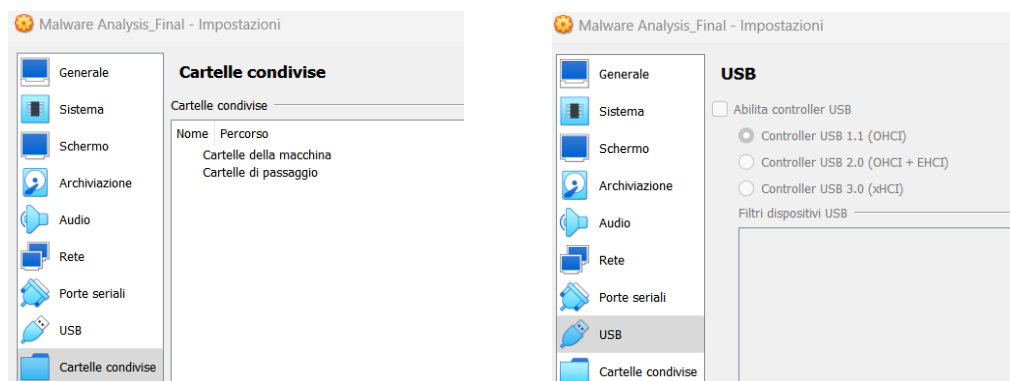 Malware Analysis_Final - Impostazioni
Generale
Sistema
Schermo
Archiviazione
Audio
Rete
Porte seriali
USB
Cartelle condivise
Cartelle condivise
Cartelle condivise
Nome Percorso
Cartelle della macchina
Cartelle di passaggio
Malware Analysis_Fi
nal - Impostazioni
Generale
Sistema
Schermo
Archiviazione
Audio
Rete
Porte seriali
USB
Cartelle condivise
USB
Abilita controller USB
Controller USB 1.1 (OHCI)
Controller USB 2.0 (OHCI + EHCI)
Controller USB 3.0 (xHCI)
Filtri dispositivi USB